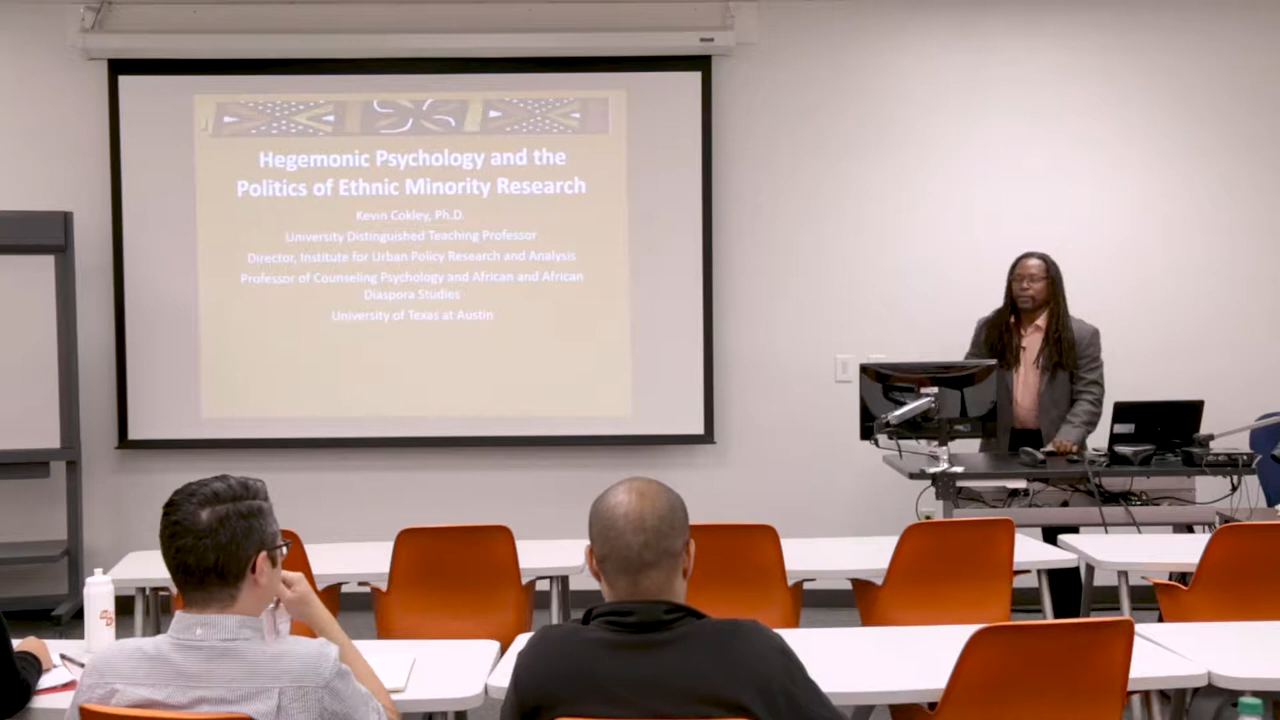 Hegemonic Psychology and the
Politics of Ethnic Minority Research
Kevin Cokley, Ph.D.
University Distinguished Teaching Professor
Director, Institute for Urban Policy Research and Analysis
Professor of Counseling Psychology and African and African
Diaspora Studies
University of Texas at Austin